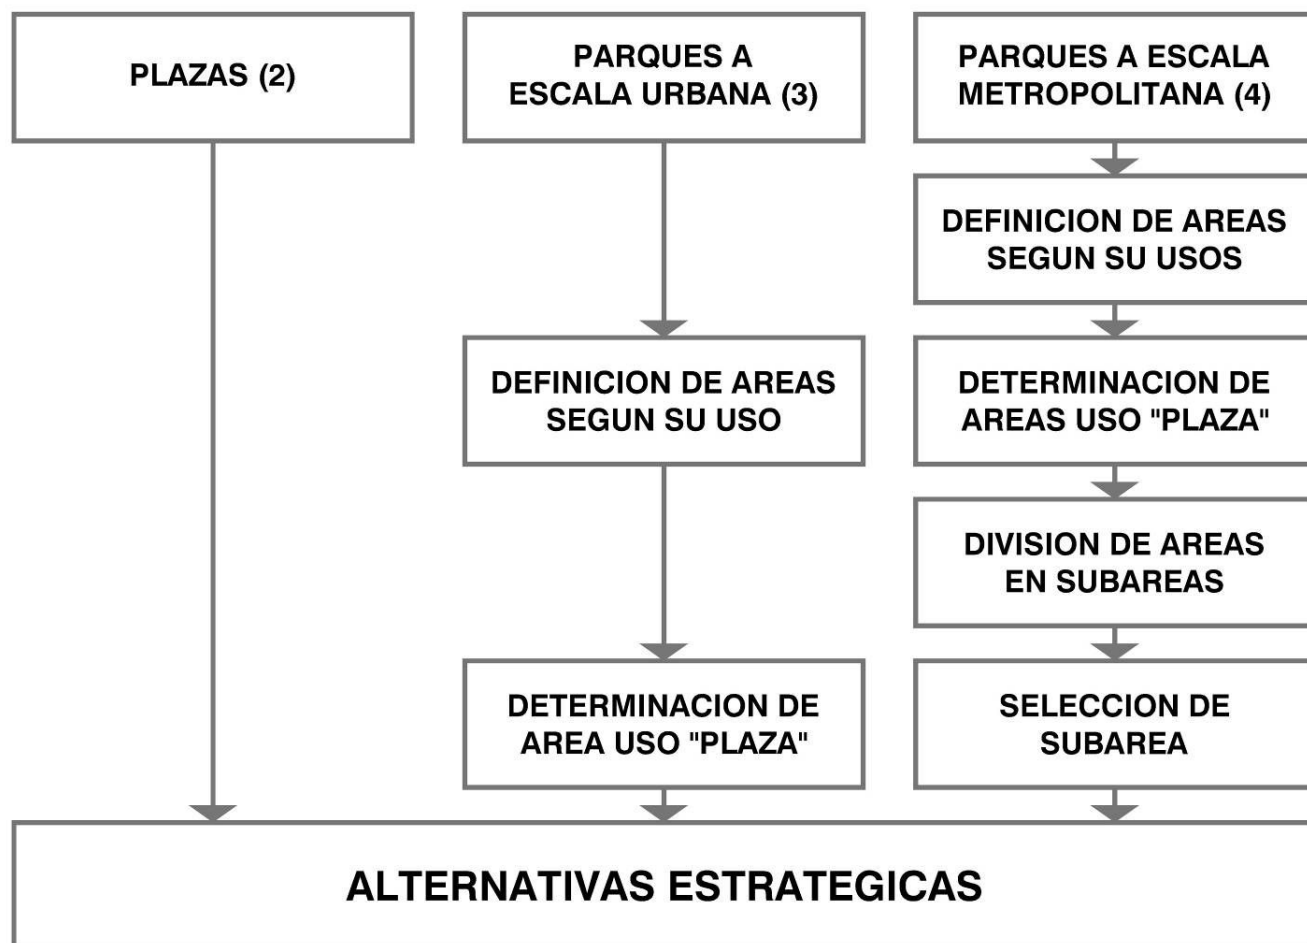 PLAZAS (2)
PARQUES A
ESCALA URBANA (3)
PARQUES A ESCALA
METROPOLITANA (4)
DEFINICION DE AREAS
SEGUN SU USOS
DEFINICION DE AREAS
SEGUN SU USO
DETERMINACION DE
AREAS USO "PLAZA"
DIVISION DE AREAS
EN SUBAREAS
DETERMINACION DE
AREA USO "PLAZA"
SELECCION DE
SUBAREA
ALTERNATIVAS ESTRATEGICAS